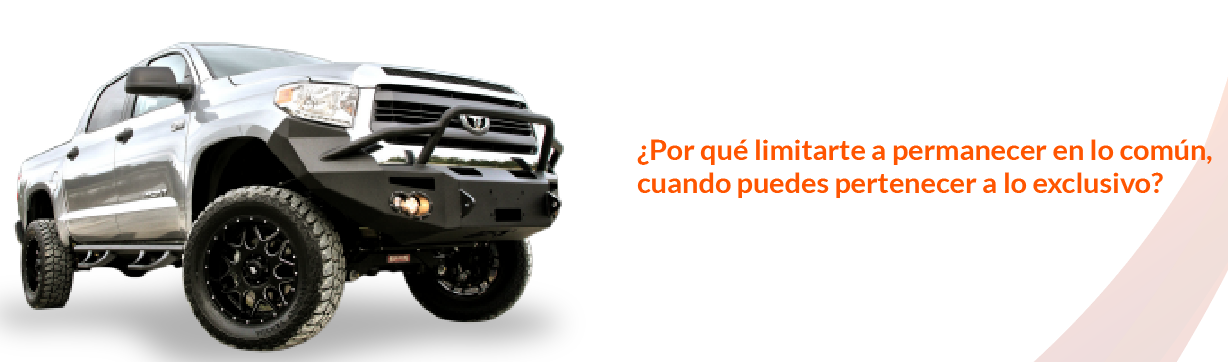 ¿Por qué limitarte a permanecer en lo común,
cuando puedes pertenecer a lo exclusivo?